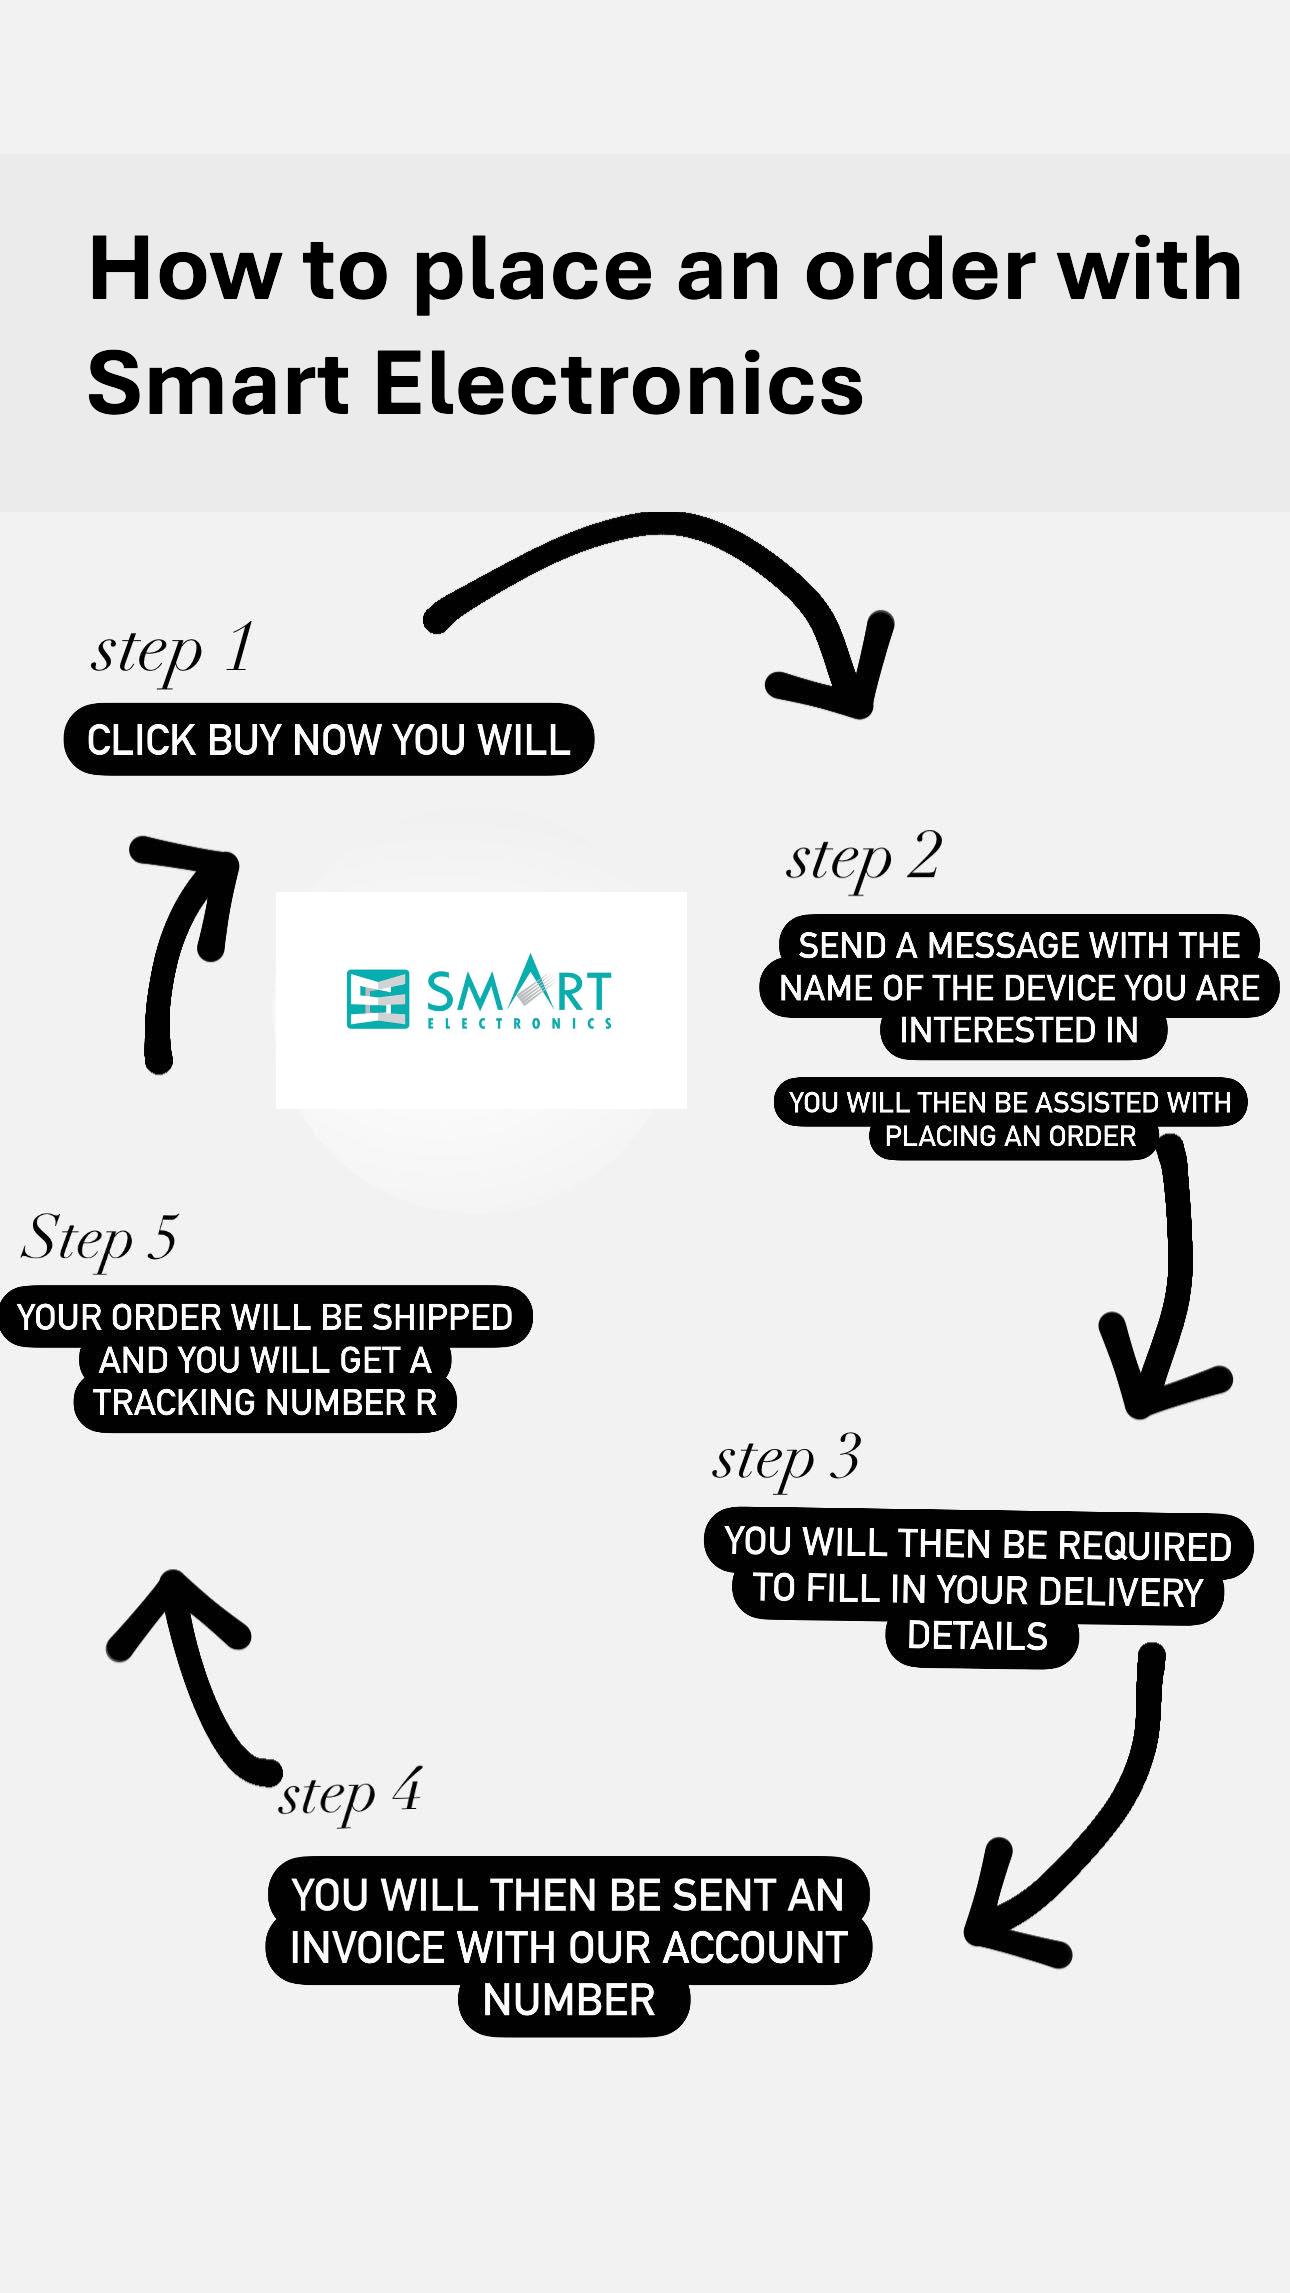 How to place an order with
Smart Electronics
step 1
CLICK BUY NOW YOU WILL
step 2
SEND A MESSAGE WITH THE
NAME OF THE DEVICE YOU ARE
INTERESTED IN
YOU WILL THEN BE ASSISTED WITH
PLACING AN ORDER
SMART
ELECTRONICS
step 3
YOU WILL THEN BE REQUIRED
TO FILL IN YOUR DELIVERY
DETAILS
step 4
YOU WILL THEN BE SENT AN
INVOICE WITH OUR ACCOUNT
NUMBER
Step 5
YOUR ORDER WILL BE SHIPPED
AND YOU WILL GET A
TRACKING NUMBER R